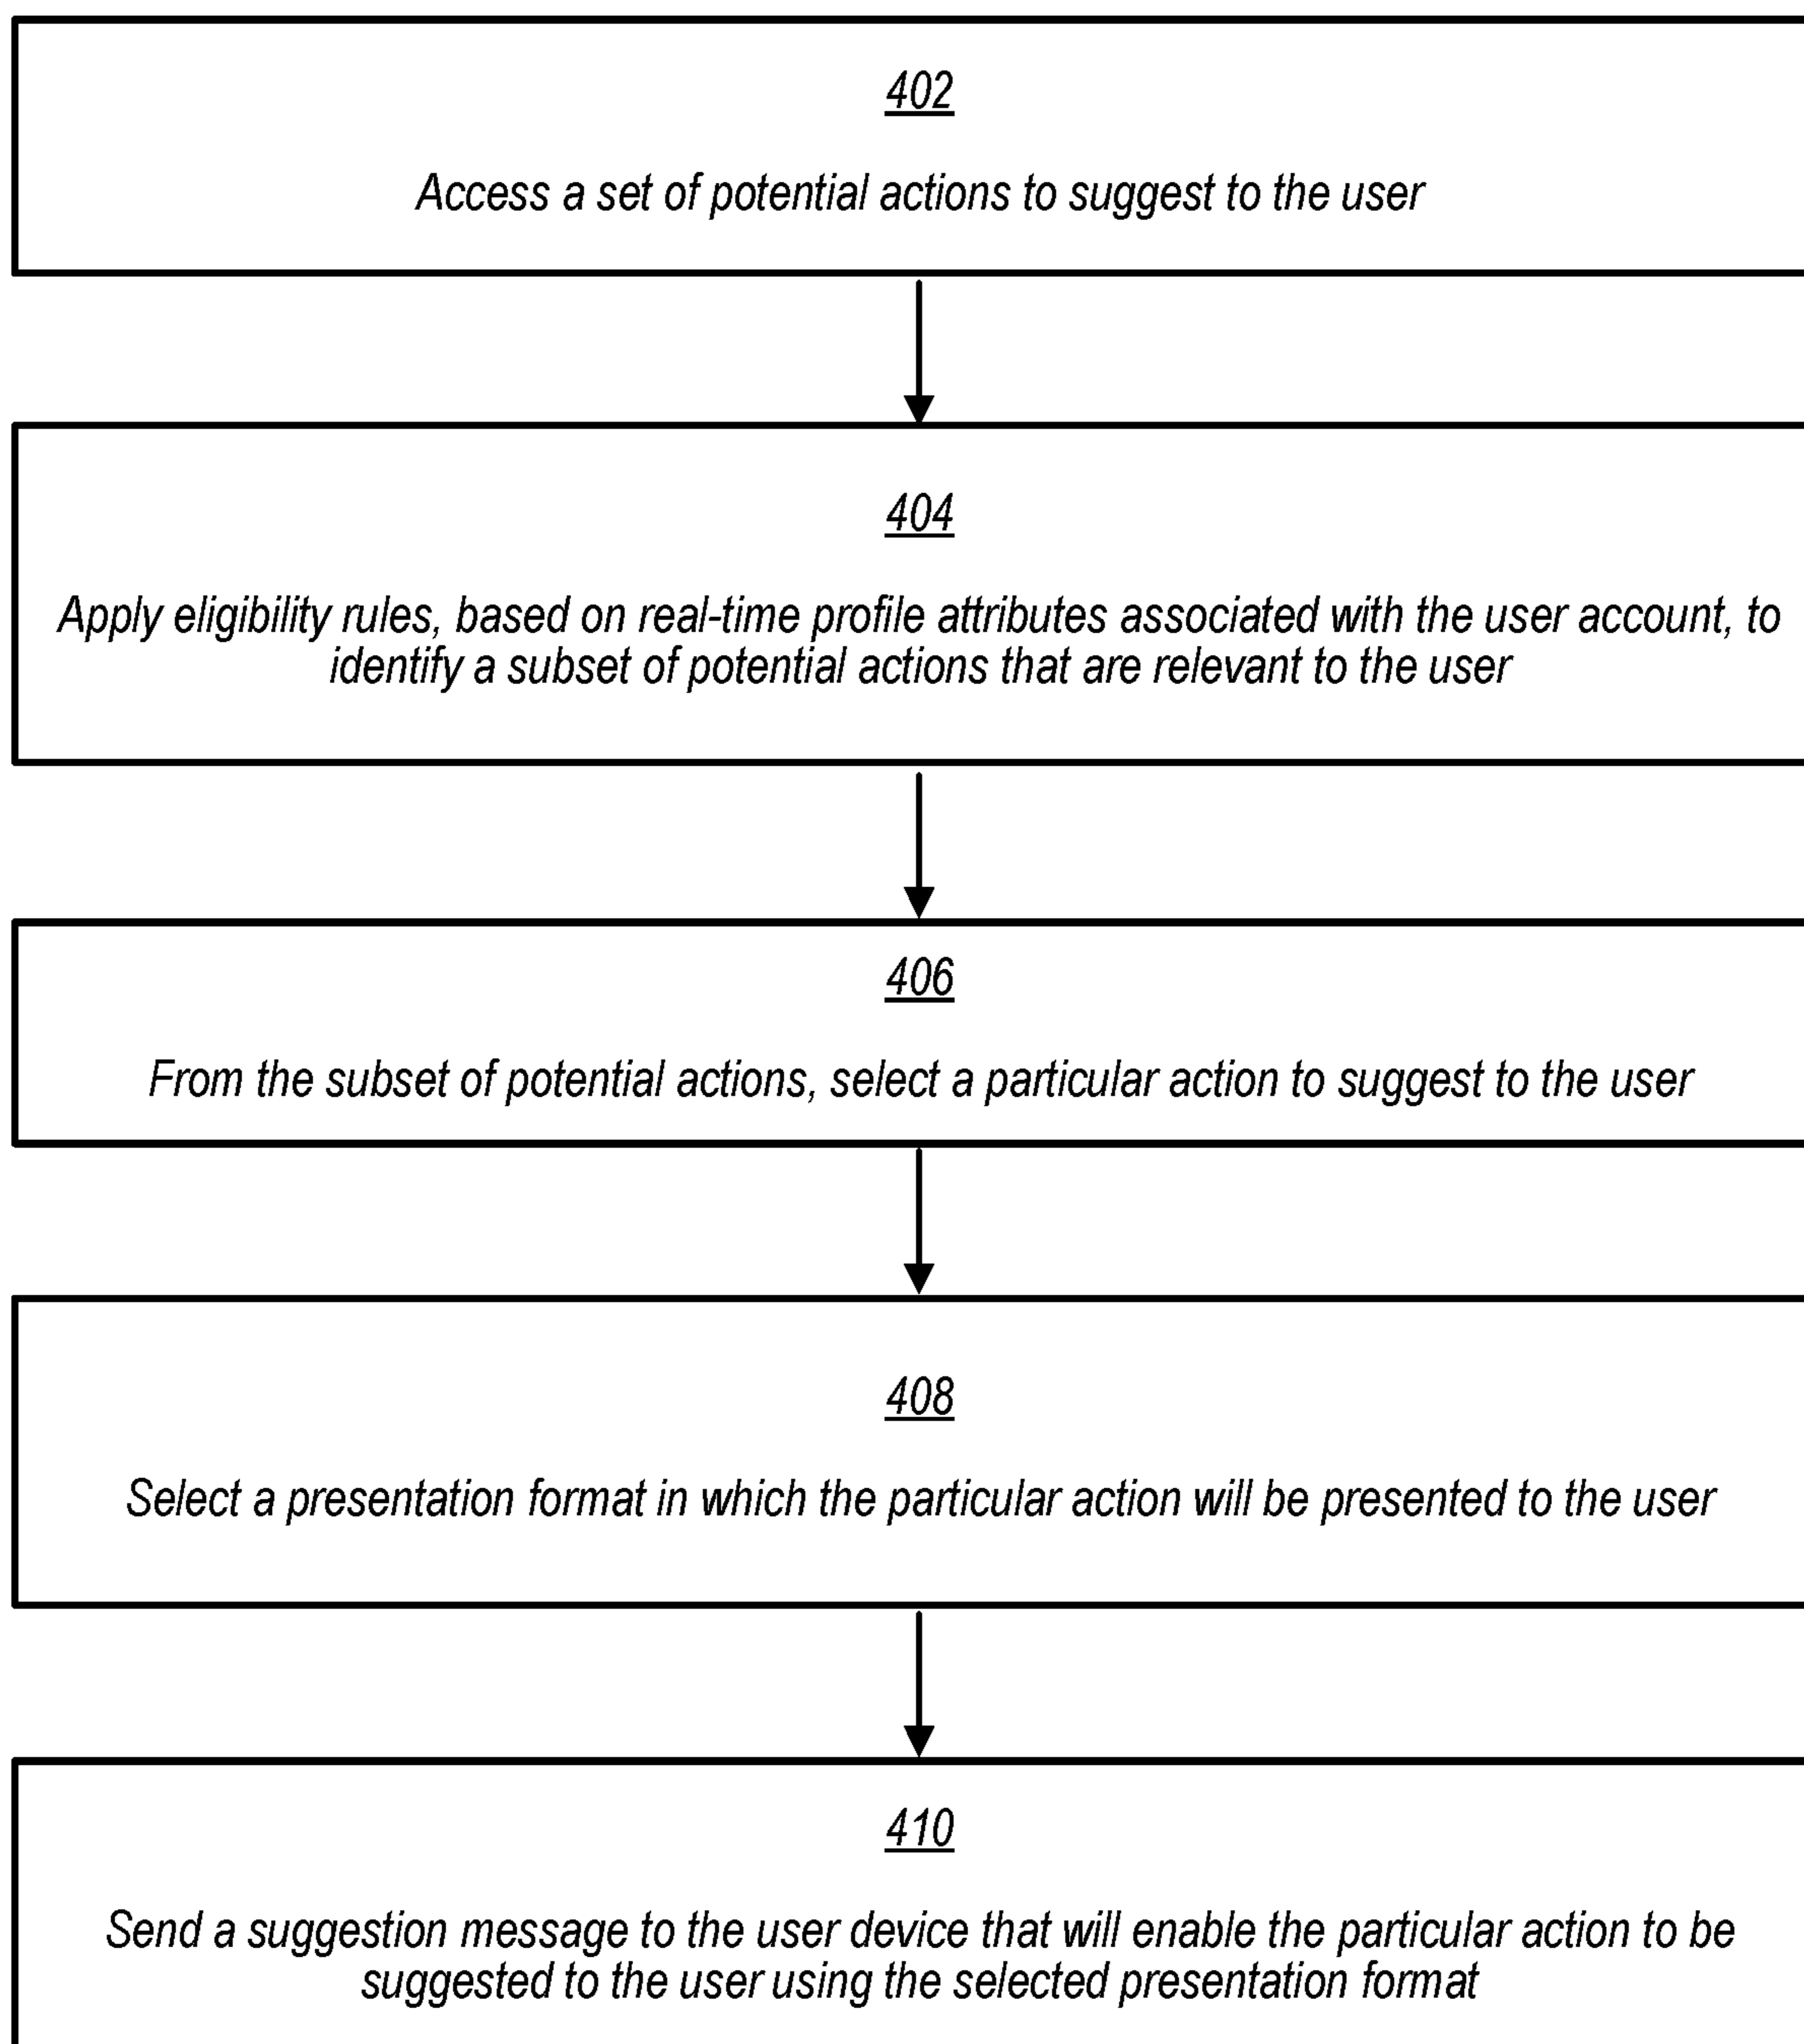 402
Access a set of potential actions to suggest to the user
404
Apply eligibility rules, based on real-time profile attributes associated with the user account, to
identify a subset of potential actions that are relevant to the user
406
From the subset of potential actions, select a particular action to suggest to the user
408
Select a presentation format in which the particular action will be presented to the user
410
Send a suggestion message to the user device that will enable the particular action to be
suggested to the user using the selected presentation format